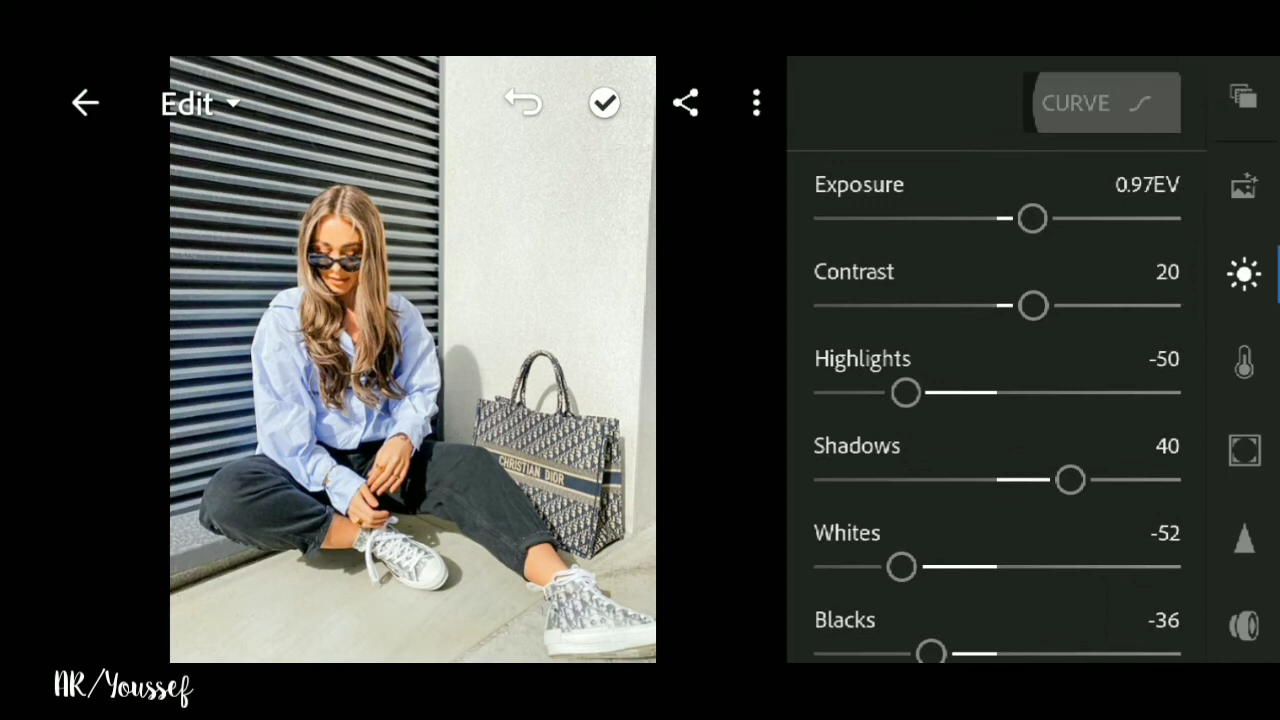 Edit
CURVE
Exposure 0.97EV
Contrast 20
Highlights -50
Shadows 40
Whites -52
Blacks -36
CHRISTIAN DIOR
AR/Youssef